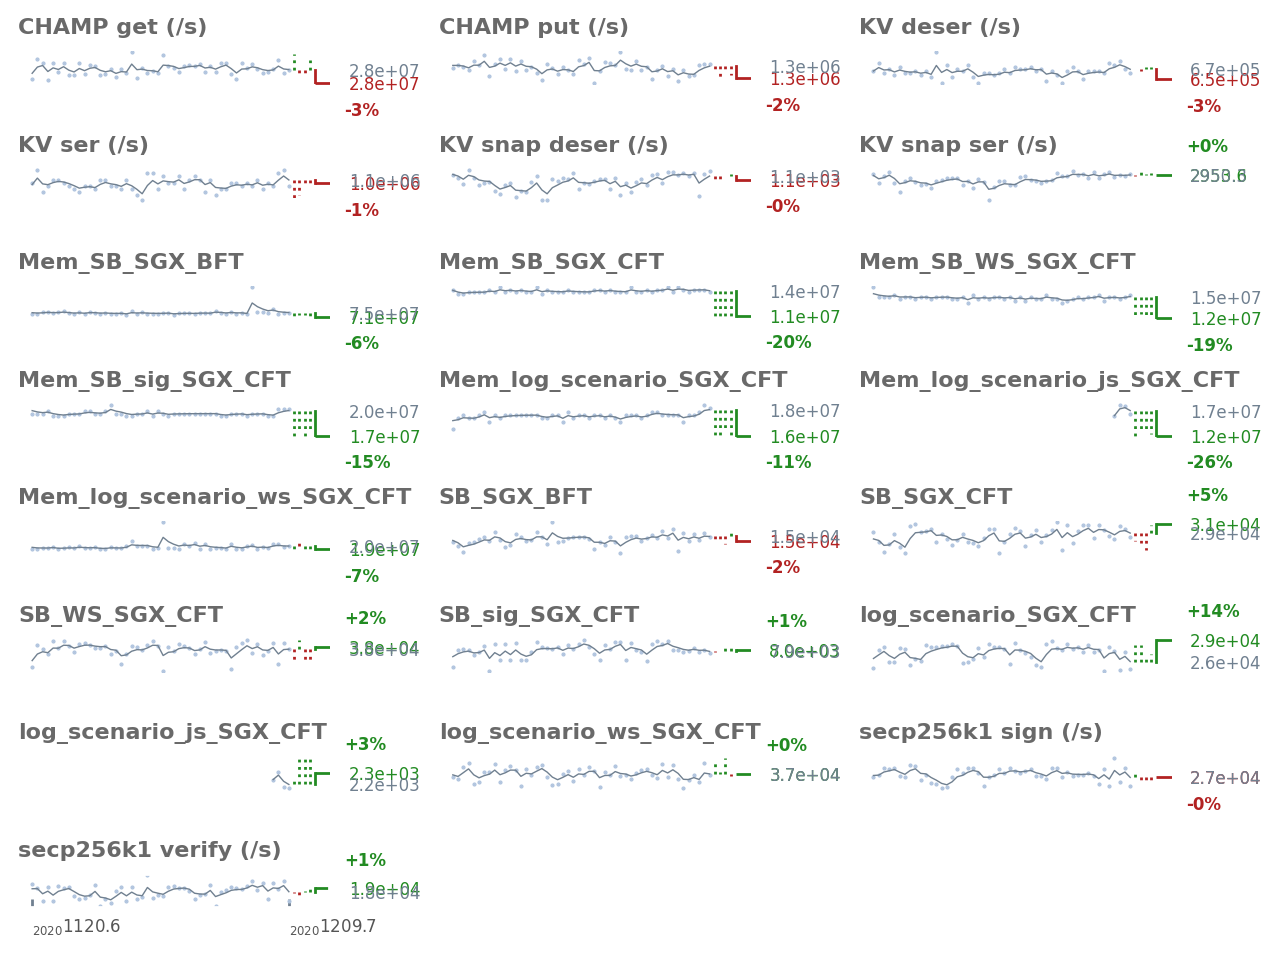 CHAMP get (/s)
2.8e+07
2.8e+07
-3%
CHAMP put (/s)
1.3e+06
1.3e+06
-2%
KV deser (/s)
6.7e+05
6.5e+05
-3%
KV ser (/s)
1.1e+06
1.0e+06
-1%
KV snap deser (/s)
1.1e+03
1.1e+03
-0%
KV snap ser (/s)
+0%
Mem_SB_SGX_BFT
7.5e+07
7.1e+07
-6%
Mem_SB_SGX_CFT
1.4e+07
1.1e+07
-20%
Mem_SB_WS_SGX_CFT
1.5e+07
1.2e+07
-19%
Mem_SB_sig_SGX_CFT
2.0e+07
1.7e+07
-15%
Mem_log_scenario_SGX_CFT
1.8e+07
1.6e+07
-11%
Mem_log_scenario_js_SGX_CFT
1.7e+07
1.2e+07
-26%
Mem_log_scenario_ws_SGX_CFT
2.0e+07
1.9e+07
-7%
SB_SGX_BFT
1.5e+04
1.5e+04
-2%
SB_SGX_CFT
+5%
3.1e+04
2.9e+04
SB_WS_SGX_CFT
+2%
3.8e+04
3.8e+04
SB_sig_SGX_CFT
+1%
8.0e+03
log_scenario_SGX_CFT
+14%
2.9e+04
2.6e+04
log_scenario_js_SGX_CFT
+3%
2.3e+03
2.2e+03
log_scenario_ws_SGX_CFT
+0%
3.7e+04
secp256k1 sign (/s)
2.7e+04
-0%
secp256k1 verify (/s)
+1%
1.9e+04
1.8e+04
2020 1120.6
2020 1209.7